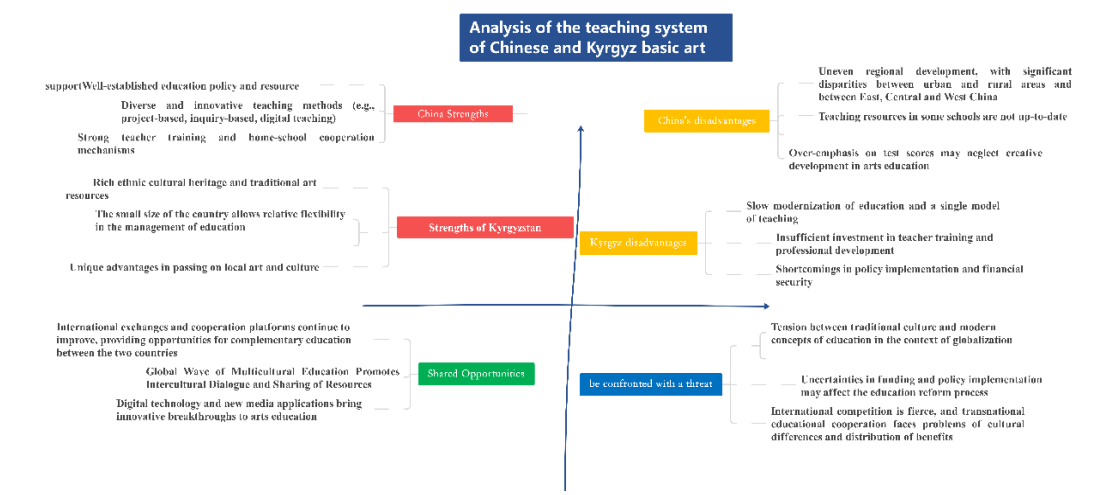 Analysis of the teaching system
of Chinese and Kyrgyz basic art
supportWell-established education policy and resource
Diverse and innovative teaching methods (e.g.,
project-based, inquiry-based, digital teaching)
Strong teacher training and home-school cooperation
mechanisms
China Strengths
Uneven regional development, with significant
disparities between urban and rural areas and
between East, Central and West China
Teaching resources in some schools are not up-to-date
Over-emphasis on test scores may neglect creative
development in arts education
China's disadvantages
Rich ethnic cultural heritage and traditional art
resources
The small size of the country allows relative flexibility
in the management of education
Unique advantages in passing on local art and culture
Strengths of Kyrgyzstan
Slow modernization of education and a single model
of teaching
Insufficient investment in teacher training and
professional development
Shortcomings in policy implementation and financial
security
Kyrgyz disadvantages
International exchanges and cooperation platforms continue to
improve, providing opportunities for complementary education
between the two countries
Global Wave of Multicultural Education Promotes
Intercultural Dialogue and Sharing of Resources
Digital technology and new media applications bring
innovative breakthroughs to arts education
Shared Opportunities
Tension between traditional culture and modern
concepts of education in the context of globalization
Uncertainties in funding and policy implementation
may affect the education reform process
International competition is fierce, and transnational
educational cooperation faces problems of cultural
differences and distribution of benefits
be confronted with a threat